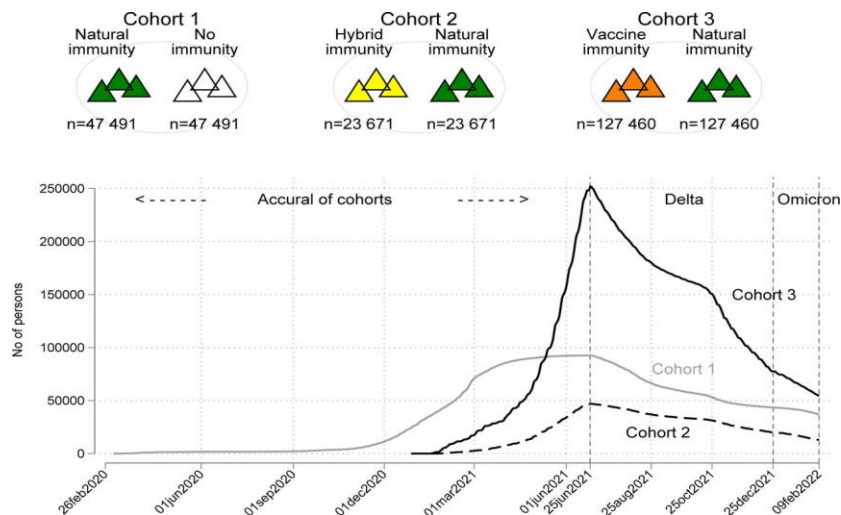 Cohort 1 Cohort 2 Cohort 3
Natural immunity No immunity Hybrid immunity Natural immunity Vaccine immunity Natural immunity
n=47 491 n=47 491 n=23 671 n=23 671 n=127 460 n=127 460
250000
<----- Accural of cohorts -----> Delta Omicron
200000
150000
100000
50000
0
No of persons
Cohort 3
Cohort 1
Cohort 2
26feb2020 01jun2020 01sep2020 01dec2020 01mar2021 01jun2021 25jun2021 25aug2021 25oct2021 25dec2021 09feb2022